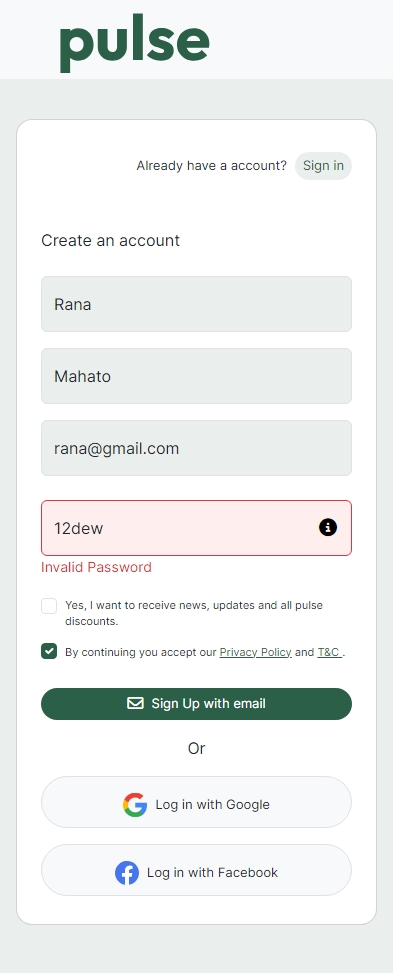 pulse
Already have a account? Sign in
Create an account
Rana
Mahato
rana@gmail.com
12dew
Invalid Password
Yes, I want to receive news, updates and all pulse
discounts.
By continuing you accept our Privacy Policy and T&C .
Sign Up with email
Or
Log in with Google
Log in with Facebook